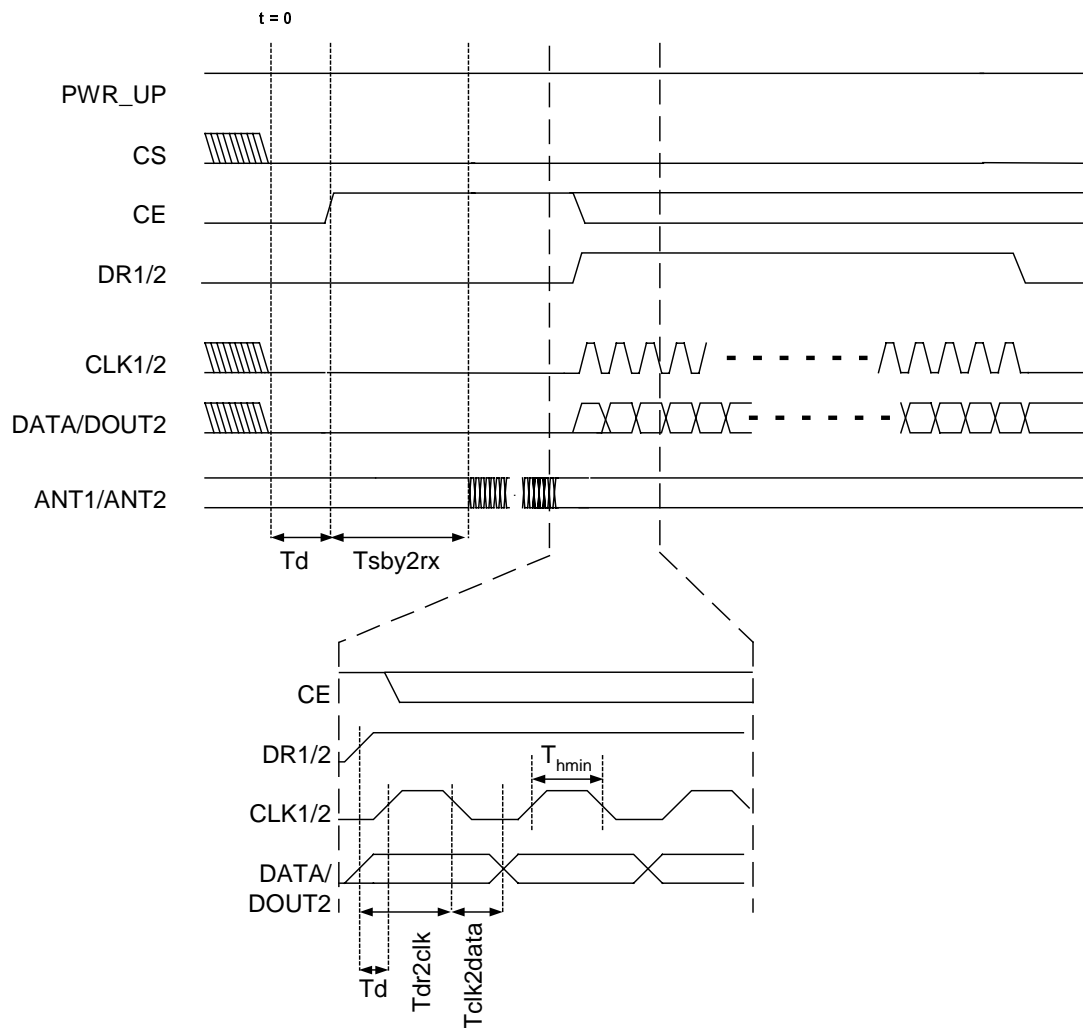 t = 0
PWR_UP
CS
CE
DR1/2
CLK1/2
DATA/DOUT2
ANT1/ANT2
Td
Tsby2rx
CE
DR1/2
Thmin
CLK1/2
DATA/
DOUT2
Td
Tdr2clk
Tclk2data